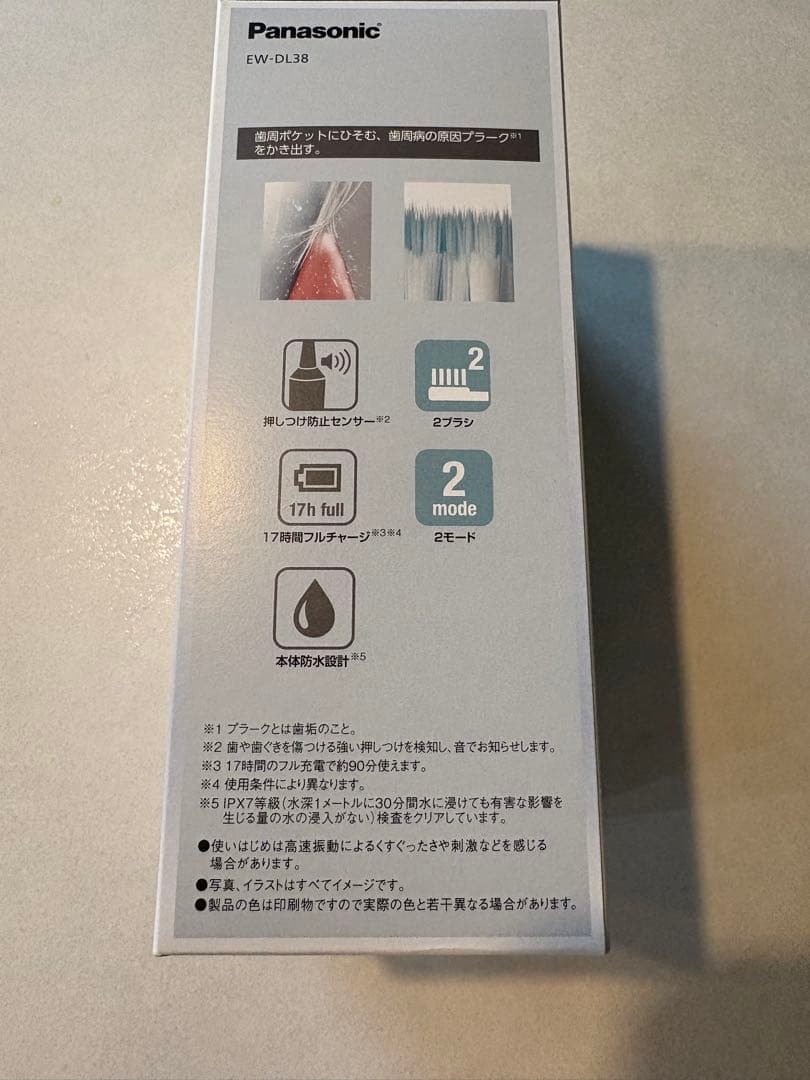 Panasonic
EW-DL38
歯周ポケットにひそむ、歯周病の原因プラーク※1
をかき出す。
押しつけ防止センサー※2
2
2ブラシ
17h full
17時間フルチャージ※3※4
2
mode
2モード
本体防水設計※5
※1 プラークとは歯垢のこと。
※2 歯や歯ぐきを傷つける強い押しつけを検知し、音でお知らせします。
※3 17時間のフル充電で約90分使えます。
※4 使用条件により異なります。
※5 IPX7等級（水深1メートルに30分間水に浸けても有害な影響を
生じる量の水の浸入がない）検査をクリアしています。
●使いはじめは高速振動によるくすぐったさや刺激などを感じる
場合があります。
●写真、イラストはすべてイメージです。
●製品の色は印刷物ですので実際の色と若干異なる場合があります。